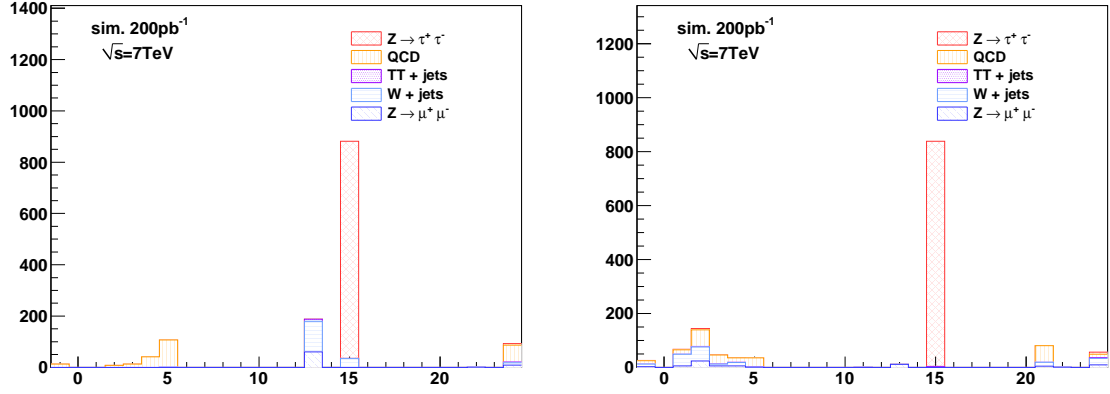 1400
1200
1000
800
600
400
200
0
0 5 10 15 20
sim. 200pb⁻¹
√s=7TeV
Z → τ⁺ τ⁻
QCD
TT + jets
W + jets
Z → μ⁺ μ⁻
1200
1000
800
600
400
200
0
0 5 10 15 20
sim. 200pb⁻¹
√s=7TeV
Z → τ⁺ τ⁻
QCD
TT + jets
W + jets
Z → μ⁺ μ⁻